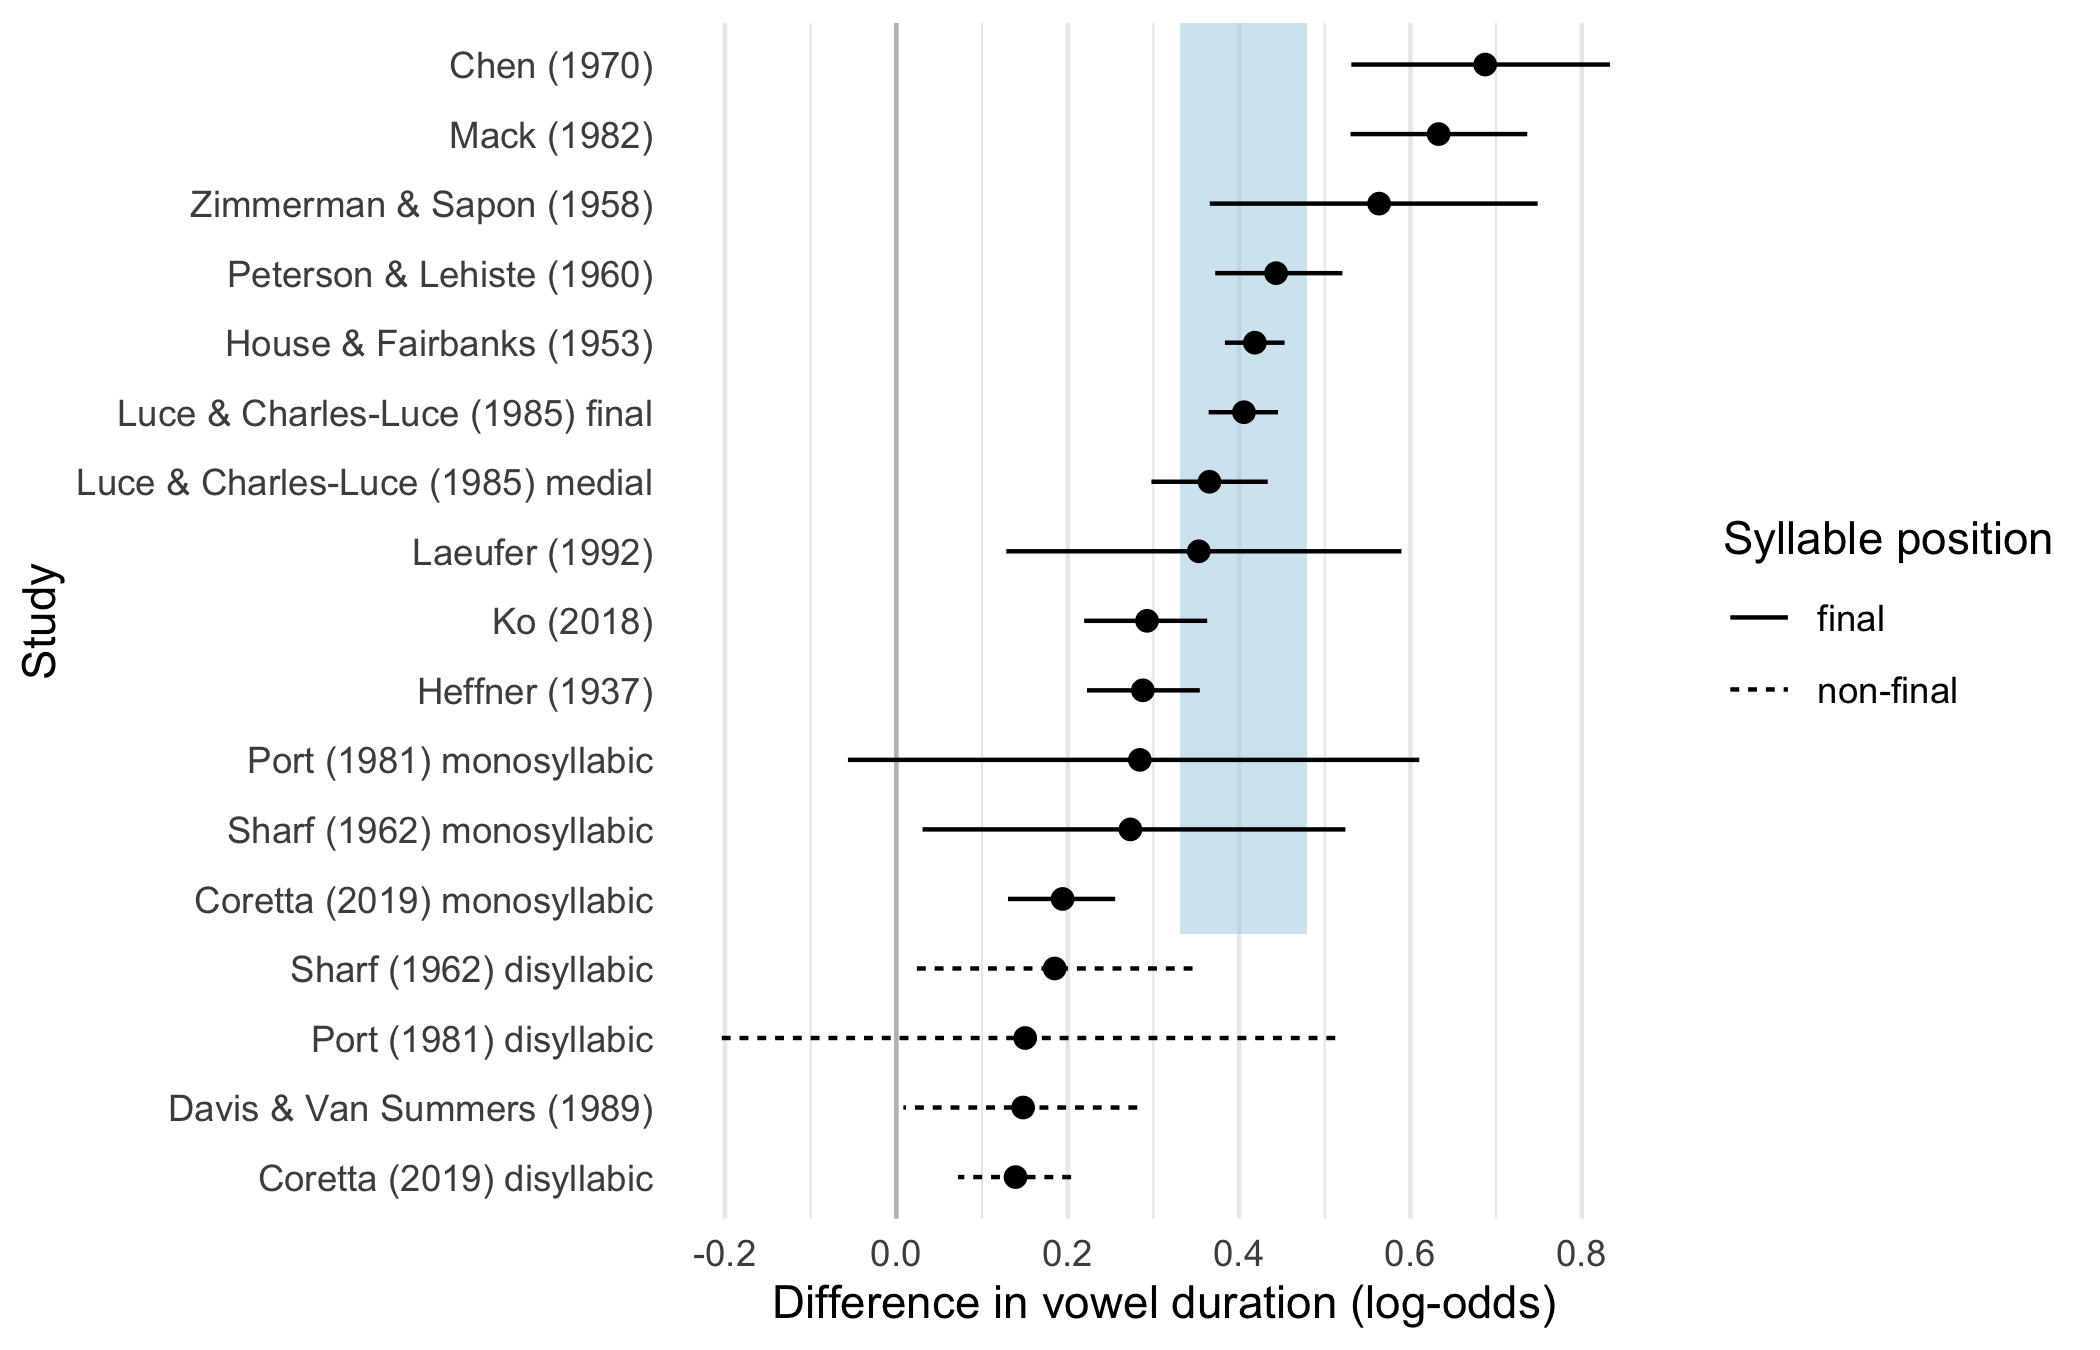 Chen (1970)
Mack (1982)
Zimmerman & Sapon (1958)
Peterson & Lehiste (1960)
House & Fairbanks (1953)
Luce & Charles-Luce (1985) final
Luce & Charles-Luce (1985) medial
Laeufer (1992)
Ko (2018)
Heffner (1937)
Port (1981) monosyllabic
Sharf (1962) monosyllabic
Coretta (2019) monosyllabic
Sharf (1962) disyllabic
Port (1981) disyllabic
Davis & Van Summers (1989)
Coretta (2019) disyllabic
Study
-0.2 0.0 0.2 0.4 0.6 0.8
Difference in vowel duration (log-odds)
Syllable position
final
non-final